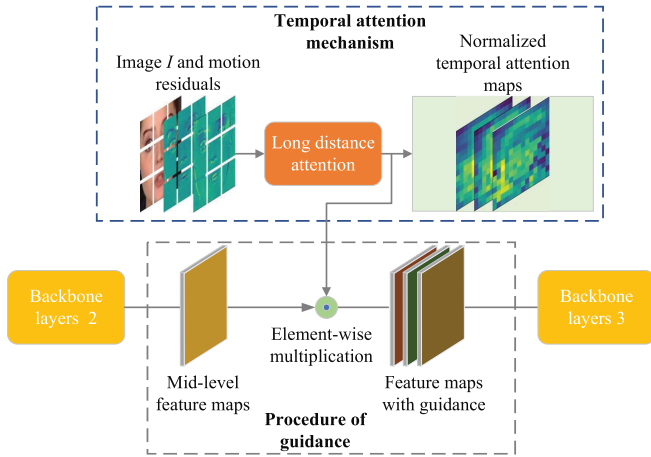 Temporal attention
mechanism
Image I and motion
residuals
Normalized
temporal attention
maps
Long distance
attention
Backbone
layers 2
Element-wise
multiplication
Backbone
layers 3
Mid-level
feature maps
Feature maps
with guidance
Procedure of
guidance